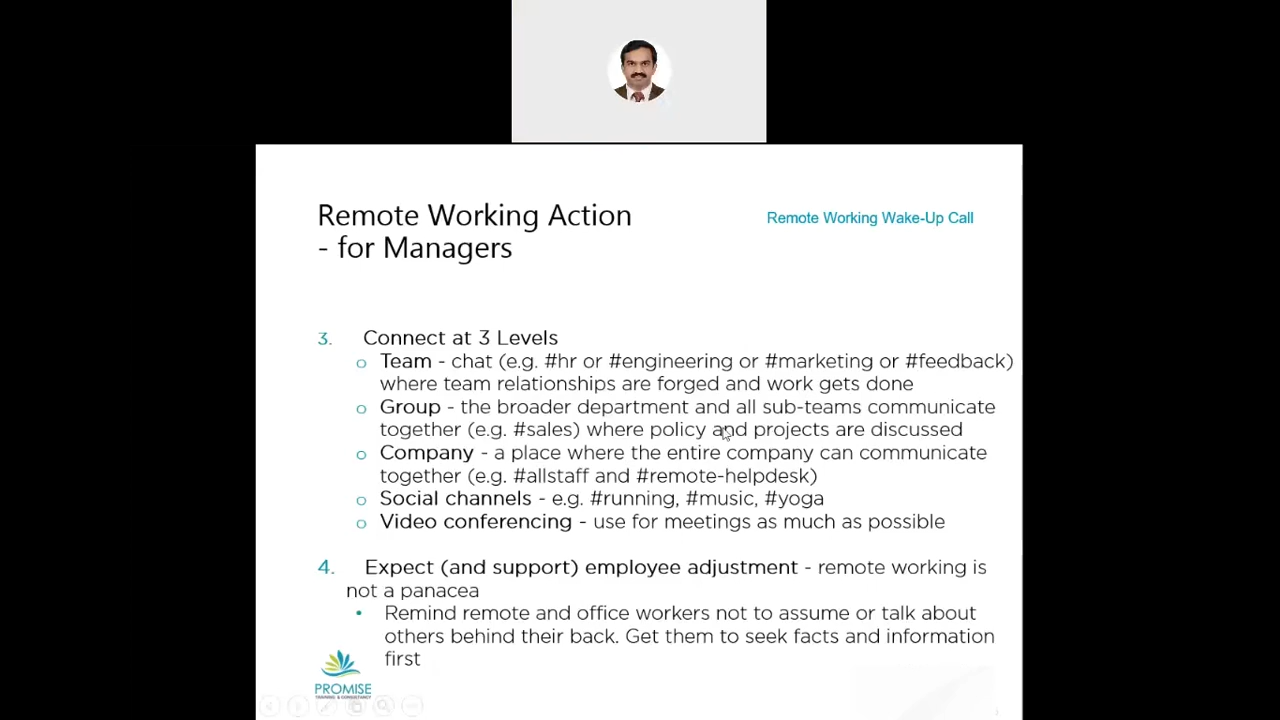 Remote Working Action
- for Managers
Remote Working Wake-Up Call
3. Connect at 3 Levels
o Team - chat (e.g. #hr or #engineering or #marketing or #feedback)
where team relationships are forged and work gets done
o Group - the broader department and all sub-teams communicate
together (e.g. #sales) where policy and projects are discussed
o Company - a place where the entire company can communicate
together (e.g. #allstaff and #remote-helpdesk)
o Social channels - e.g. #running, #music, #yoga
o Video conferencing - use for meetings as much as possible
4. Expect (and support) employee adjustment - remote working is
not a panacea
• Remind remote and office workers not to assume or talk about
others behind their back. Get them to seek facts and information
first
PROMISE
TRAINING & CONSULTANCY